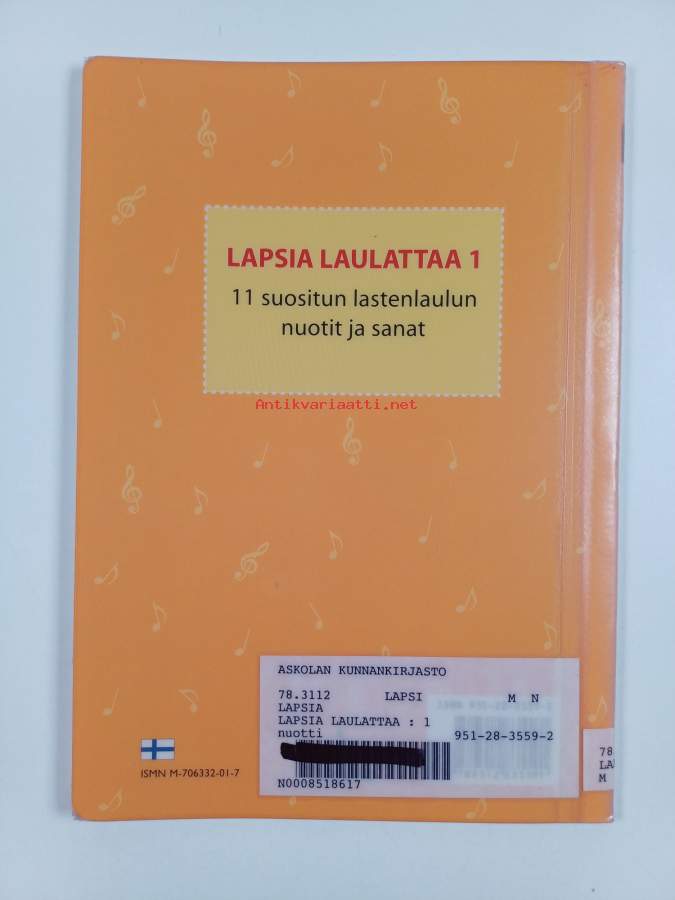 LAPSIA LAULATTAA 1
11 suositun lastenlaulun
nuotit ja sanat
Antikvariaatti.net
ASKOLAN KUNNANKIRJASTO
78.3112 LAPSI M N
LAPSIA
LAPSIA LAULATTAA : 1
nuotti 951-28-3559-2
N0008518617
ISMN M-706332-01-7
78
LA
M